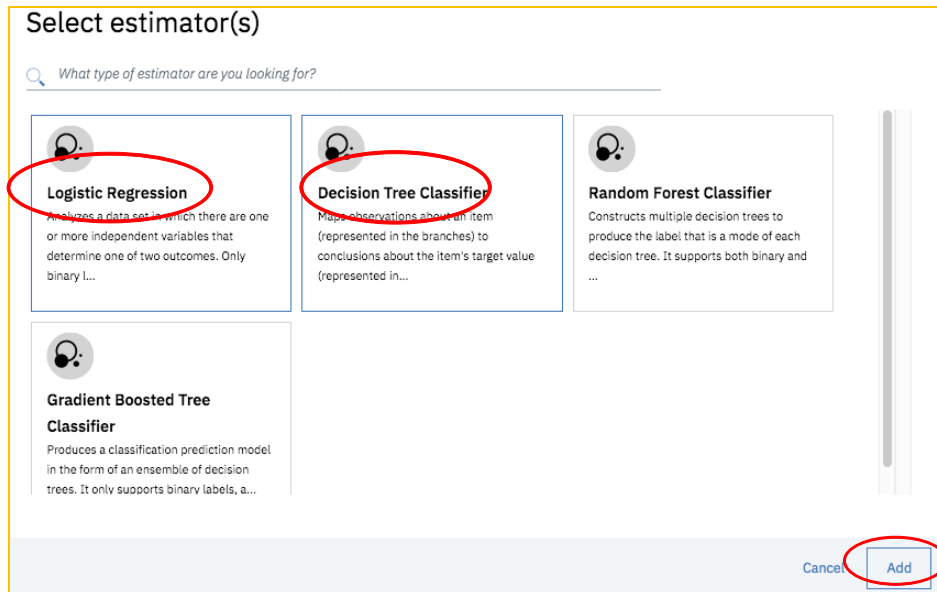 Select estimator(s)
What type of estimator are you looking for?
Logistic Regression
Analyzes a data set in which there are one
or more independent variables that
determine one of two outcomes. Only
binary l...
Decision Tree Classifier
Maps observations about an item
(represented in the branches) to
conclusions about the item's target value
(represented in...
Random Forest Classifier
Constructs multiple decision trees to
produce the label that is a mode of each
decision tree. It supports both binary and
...
Gradient Boosted Tree
Classifier
Produces a classification prediction model
in the form of an ensemble of decision
trees. It only supports binary labels, a...
Cancel
Add